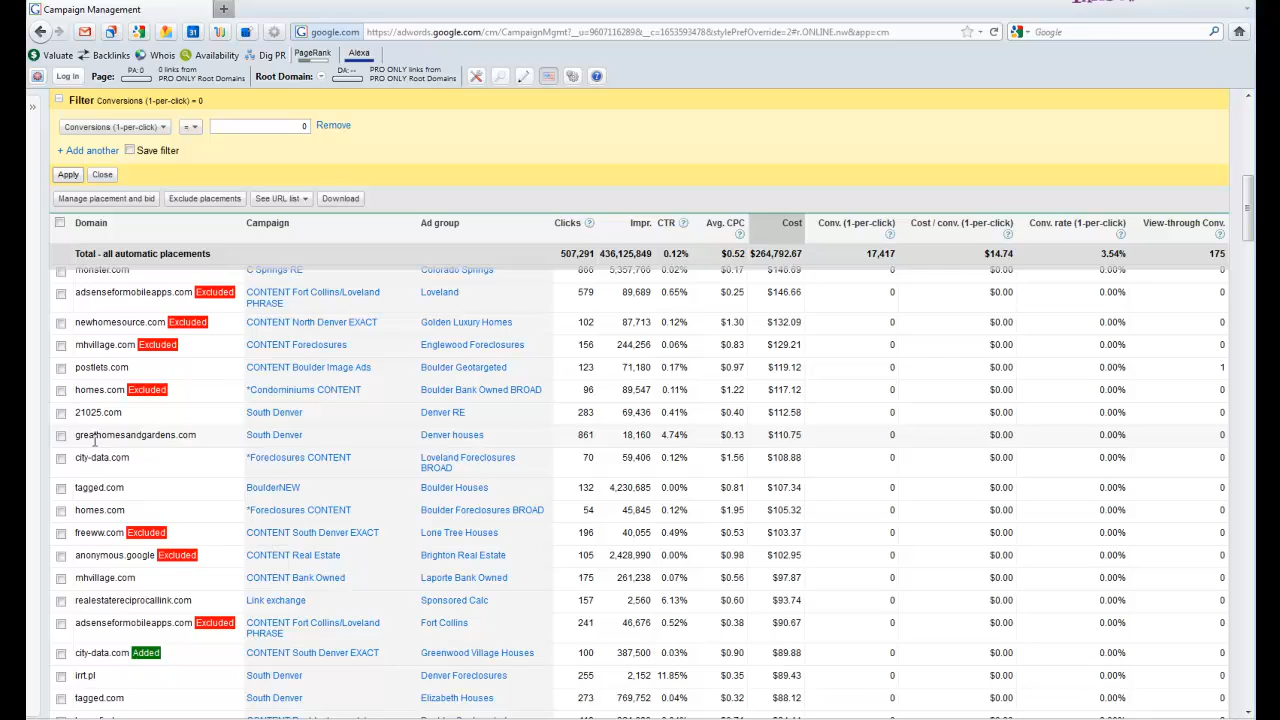 Campaign Management
google.com https://adwords.google.com/cm/CampaignMgmt?_u=9607116289&__c=1653593478&stylePrefOverride=2#r.ONLINE.nw&app=cm Google
Valuate Backlinks Whois Availability Dig PR PageRank Alexa
Log In Page: PA: 0 0 links from PRO ONLY Root Domains Root Domain: DA: -- PRO ONLY links from PRO ONLY Root Domains
Filter Conversions (1-per-click) = 0
Conversions (1-per-click) = 0 Remove
+ Add another Save filter
Apply Close
Manage placement and bid Exclude placements See URL list Download
Domain Campaign Ad group Clicks Impr. CTR Avg. CPC Cost Conv. (1-per-click) Cost / conv. (1-per-click) Conv. rate (1-per-click) View-through Conv.
Total - all automatic placements 507,291 436,125,849 0.12% $0.52 $264,792.67 17,417 $14.74 3.54% 175
monster.com C Springs RE Colorado Springs 866 0.02% $0.17 $148.69 0 $0.00 0.00% 0
adsenseformobileapps.com Excluded CONTENT Fort Collins/Loveland PHRASE Loveland 579 89,689 0.65% $0.25 $146.66 0 $0.00 0.00% 0
newhomesource.com Excluded CONTENT North Denver EXACT Golden Luxury Homes 102 87,713 0.12% $1.30 $132.09 0 $0.00 0.00% 0
mhvillage.com Excluded CONTENT Foreclosures Englewood Foreclosures 156 244,256 0.06% $0.83 $129.21 0 $0.00 0.00% 0
postlets.com CONTENT Boulder Image Ads Boulder Geotargeted 123 71,180 0.17% $0.97 $119.12 0 $0.00 0.00% 1
homes.com Excluded *Condominiums CONTENT Boulder Bank Owned BROAD 96 89,547 0.11% $1.22 $117.12 0 $0.00 0.00% 0
21025.com South Denver Denver RE 283 69,436 0.41% $0.40 $112.58 0 $0.00 0.00% 0
greathomesandgardens.com South Denver Denver houses 861 18,160 4.74% $0.13 $110.75 0 $0.00 0.00% 0
city-data.com *Foreclosures CONTENT Loveland Foreclosures BROAD 70 59,406 0.12% $1.56 $108.88 0 $0.00 0.00% 0
tagged.com BoulderNEW Boulder Houses 132 4,230,685 0.00% $0.81 $107.34 0 $0.00 0.00% 0
homes.com *Foreclosures CONTENT Boulder Foreclosures BROAD 54 45,845 0.12% $1.95 $105.32 0 $0.00 0.00% 0
freeww.com Excluded CONTENT South Denver EXACT Lone Tree Houses 196 40,055 0.49% $0.53 $103.37 0 $0.00 0.00% 0
anonymous.google Excluded CONTENT Real Estate Brighton Real Estate 105 2,428,990 0.00% $0.98 $102.95 0 $0.00 0.00% 0
mhvillage.com CONTENT Bank Owned Laporte Bank Owned 175 261,238 0.07% $0.56 $97.87 0 $0.00 0.00% 0
realestatereciprocallink.com Link exchange Sponsored Calc 157 2,560 6.13% $0.60 $93.74 0 $0.00 0.00% 0
adsenseformobileapps.com Excluded CONTENT Fort Collins/Loveland PHRASE Fort Collins 241 46,675 0.52% $0.38 $90.67 0 $0.00 0.00% 0
city-data.com Added CONTENT South Denver EXACT Greenwood Village Houses 100 387,500 0.03% $0.90 $89.88 0 $0.00 0.00% 0
irrt.pl South Denver Denver Foreclosures 255 2,152 11.85% $0.35 $89.43 0 $0.00 0.00% 0
tagged.com South Denver Elizabeth Houses 273 769,752 0.04% $0.32 $88.12 0 $0.00 0.00% 0